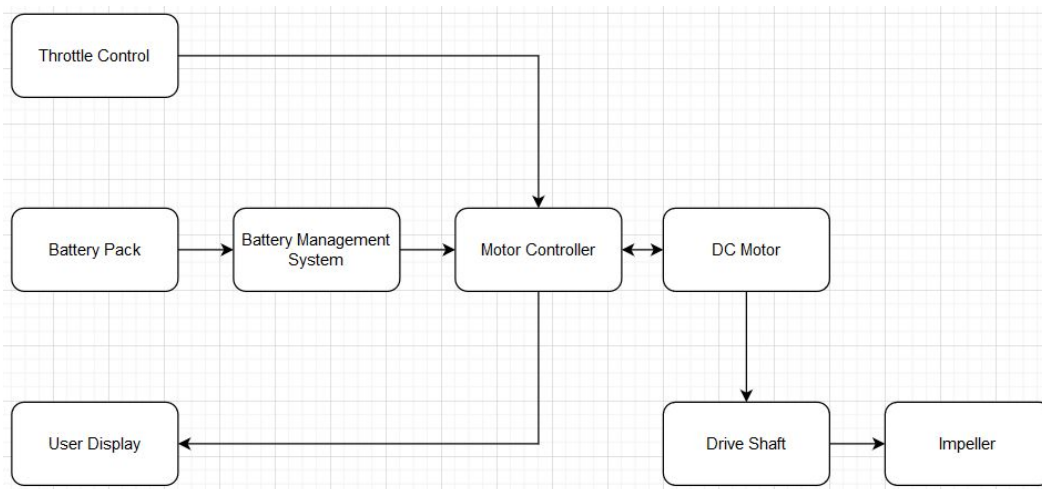 Throttle Control
Battery Pack
Battery Management
System
Motor Controller
DC Motor
User Display
Drive Shaft
Impeller